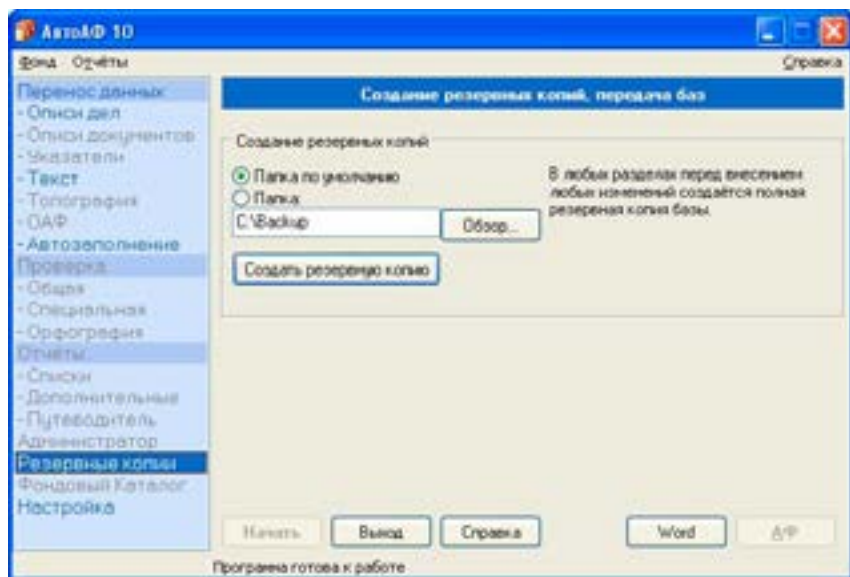 АвтоАФ 10
Фонд Отчёты Справка
Перенос данных
- Описи дел
- Описи документов
- Указатели
- Текст
- Топография
- ОАФ
- Автозаполнение
Проверка
- Общая
- Специальная
- Орфография
Отчёты
- Списки
- Дополнительные
- Путеводитель
Администратор
Резервные копии
Фондовый Каталог
Настройка
Создание резервных копий, передача баз
Создание резервных копий
Папка по умолчанию
Папка:
C:\Backup
Обзор...
Создать резервную копию
В любых разделах перед внесением
любых изменений создаётся полная
резервная копия базы.
Начать Выход Справка Word АФ
Программа готова к работе